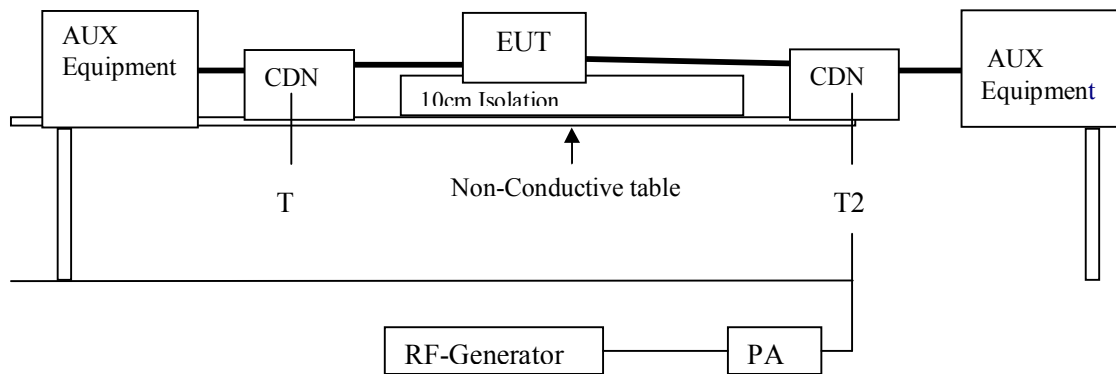 AUX
Equipment
CDN
EUT
10cm Isolation
CDN
AUX
Equipment
T
Non-Conductive table
T2
RF-Generator
PA